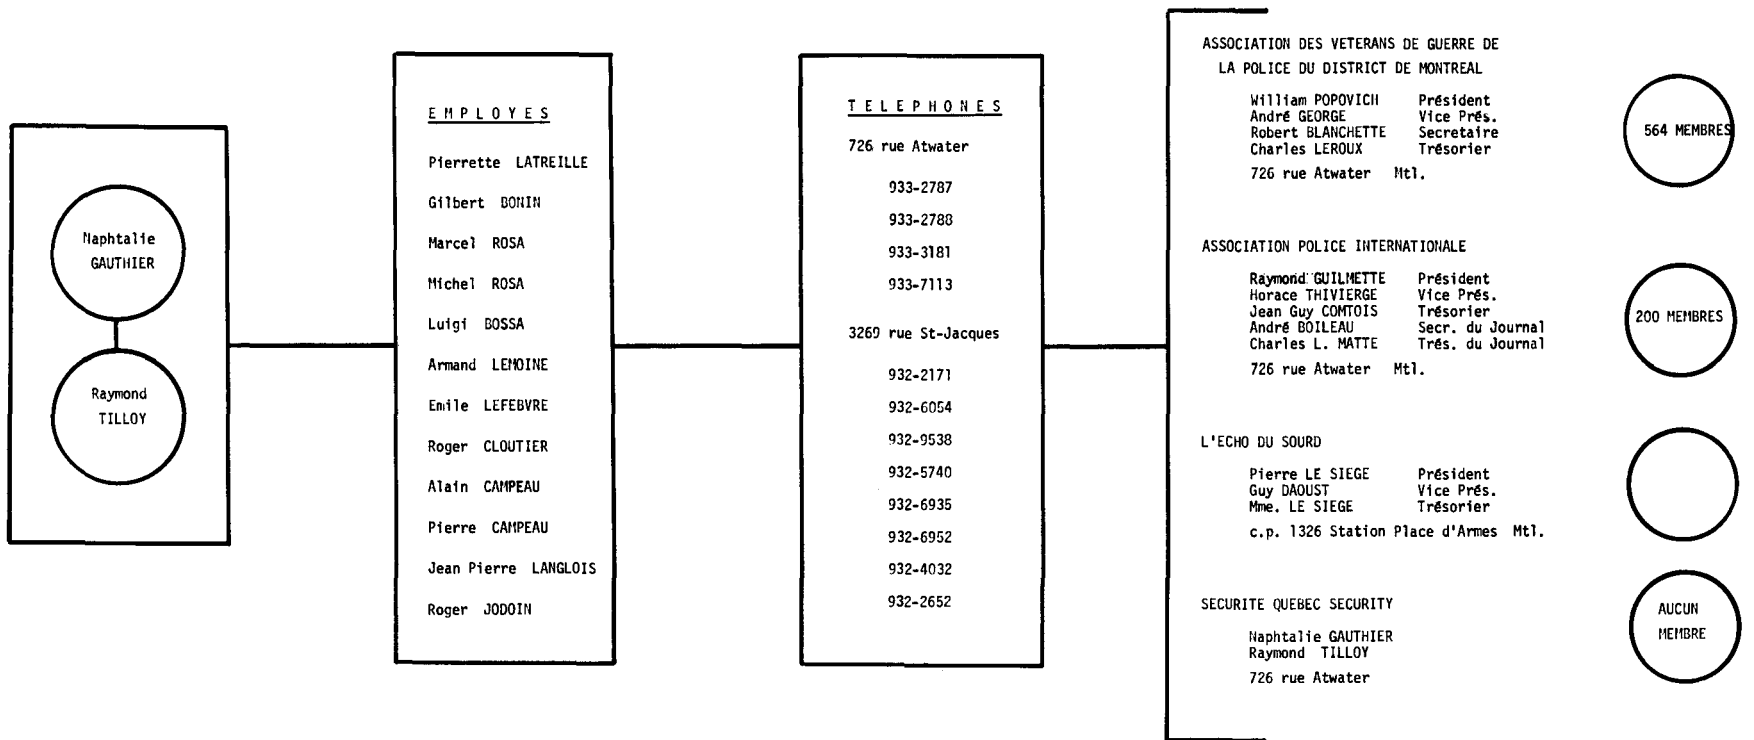 Naphtalie
GAUTHIER
Raymond
TILLOY
EMPLOYES
Pierrette LATREILLE
Gilbert BONIN
Marcel ROSA
Michel ROSA
Luigi BOSSA
Armand LEMOINE
Emile LEFEBVRE
Roger CLOUTIER
Alain CAMPEAU
Pierre CAMPEAU
Jean Pierre LANGLOIS
Roger JODOIN
TELEPHONES
726 rue Atwater
933-2787
933-2788
933-3181
933-7113
3269 rue St-Jacques
932-2171
932-6054
932-9538
932-5740
932-6935
932-6952
932-4032
932-2652
ASSOCIATION DES VETERANS DE GUERRE DE
LA POLICE DU DISTRICT DE MONTREAL
William POPOVICH Président
André GEORGE Vice Prés.
Robert BLANCHETTE Secretaire
Charles LEROUX Trésorier
726 rue Atwater Mtl.
564 MEMBRES
ASSOCIATION POLICE INTERNATIONALE
Raymond GUILMETTE Président
Horace THIVIERGE Vice Prés.
Jean Guy COMTOIS Trésorier
André BOILEAU Secr. du Journal
Charles L. MATTE Trés. du Journal
726 rue Atwater Mtl.
200 MEMBRES
L'ECHO DU SOURD
Pierre LE SIEGE Président
Guy DAOUST Vice Prés.
Mme. LE SIEGE Trésorier
c.p. 1326 Station Place d'Armes Mtl.
SECURITE QUEBEC SECURITY
Naphtalie GAUTHIER
Raymond TILLOY
726 rue Atwater
AUCUN
MEMBRE